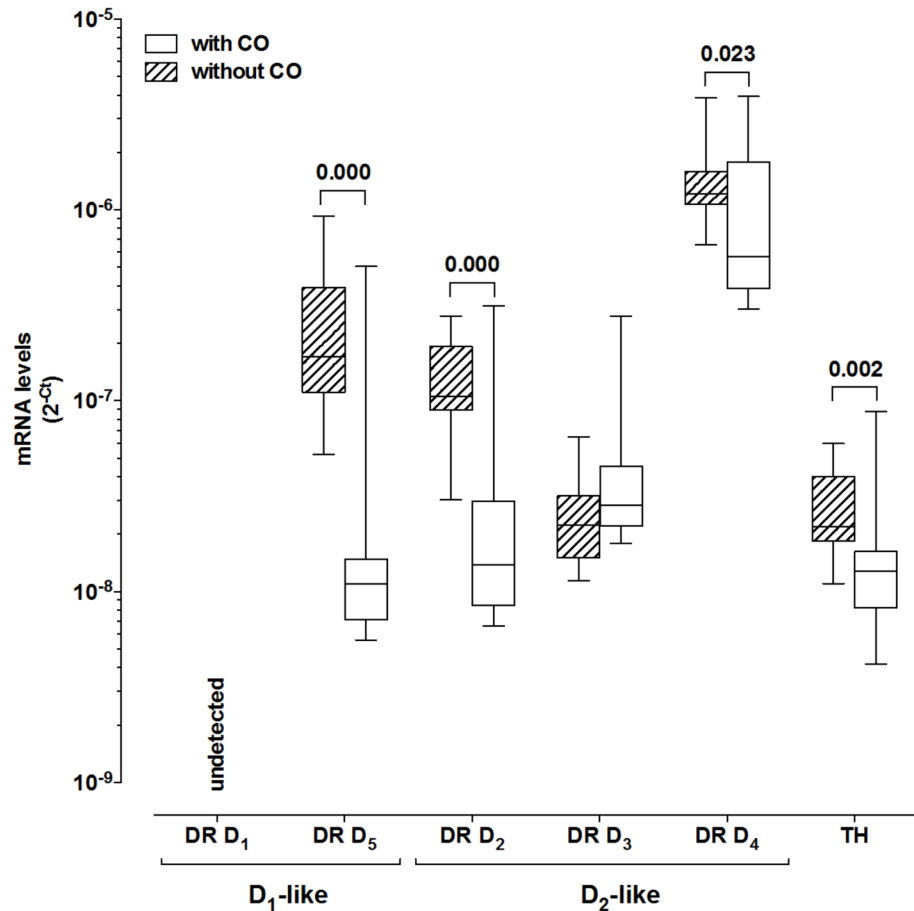 10⁻⁵
with CO
without CO
0.023
0.000
10⁻⁶
0.000
10⁻⁷
0.002
mRNA levels
(2⁻ᶜᵗ)
10⁻⁸
undetected
10⁻⁹
DR D₁ DR D₅ DR D₂ DR D₃ DR D₄ TH
D₁-like D₂-like